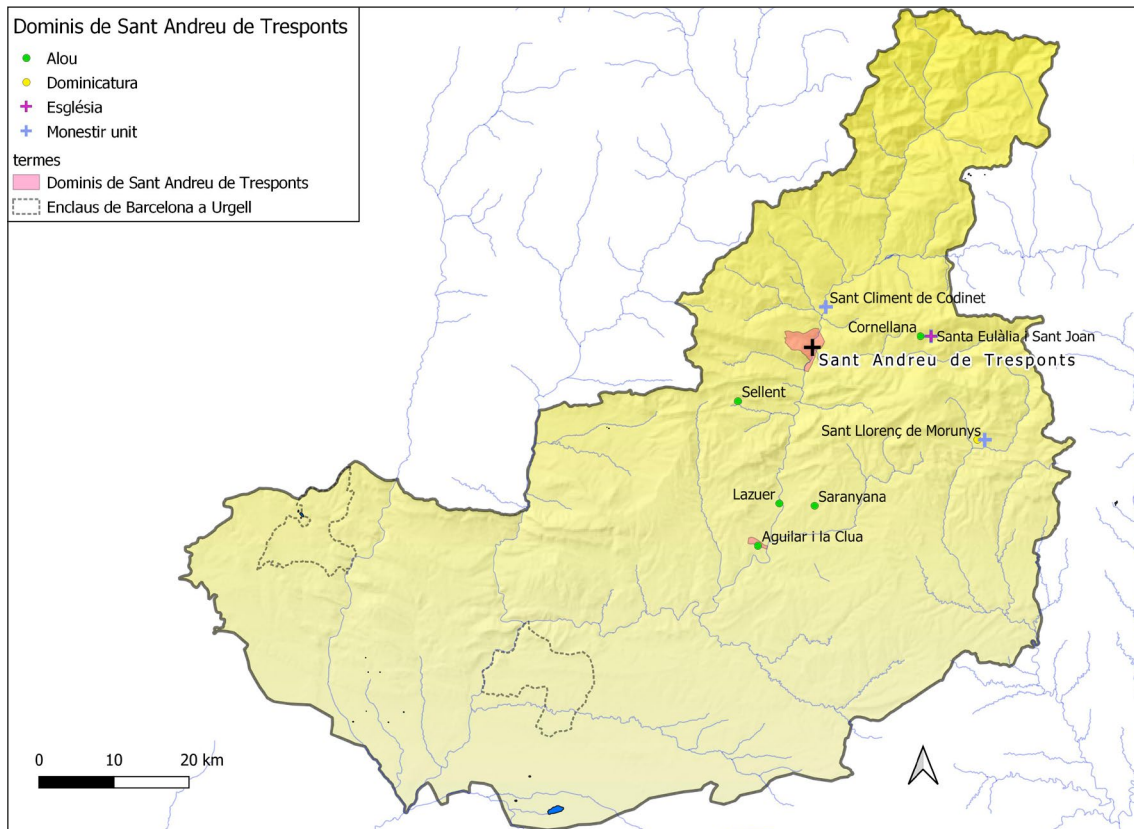 Dominis de Sant Andreu de Tresponts
Alou
Dominicatura
Església
Monestir unit
termes
Dominis de Sant Andreu de Tresponts
Enclaus de Barcelona a Urgell
Sant Climent de Codinet
Cornellana
Santa Eulàlia i Sant Joan
Sant Andreu de Tresponts
Sellent
Sant Llorenç de Morunys
Lazuer
Saranyana
Aguilar i la Clua
0 10 20 km